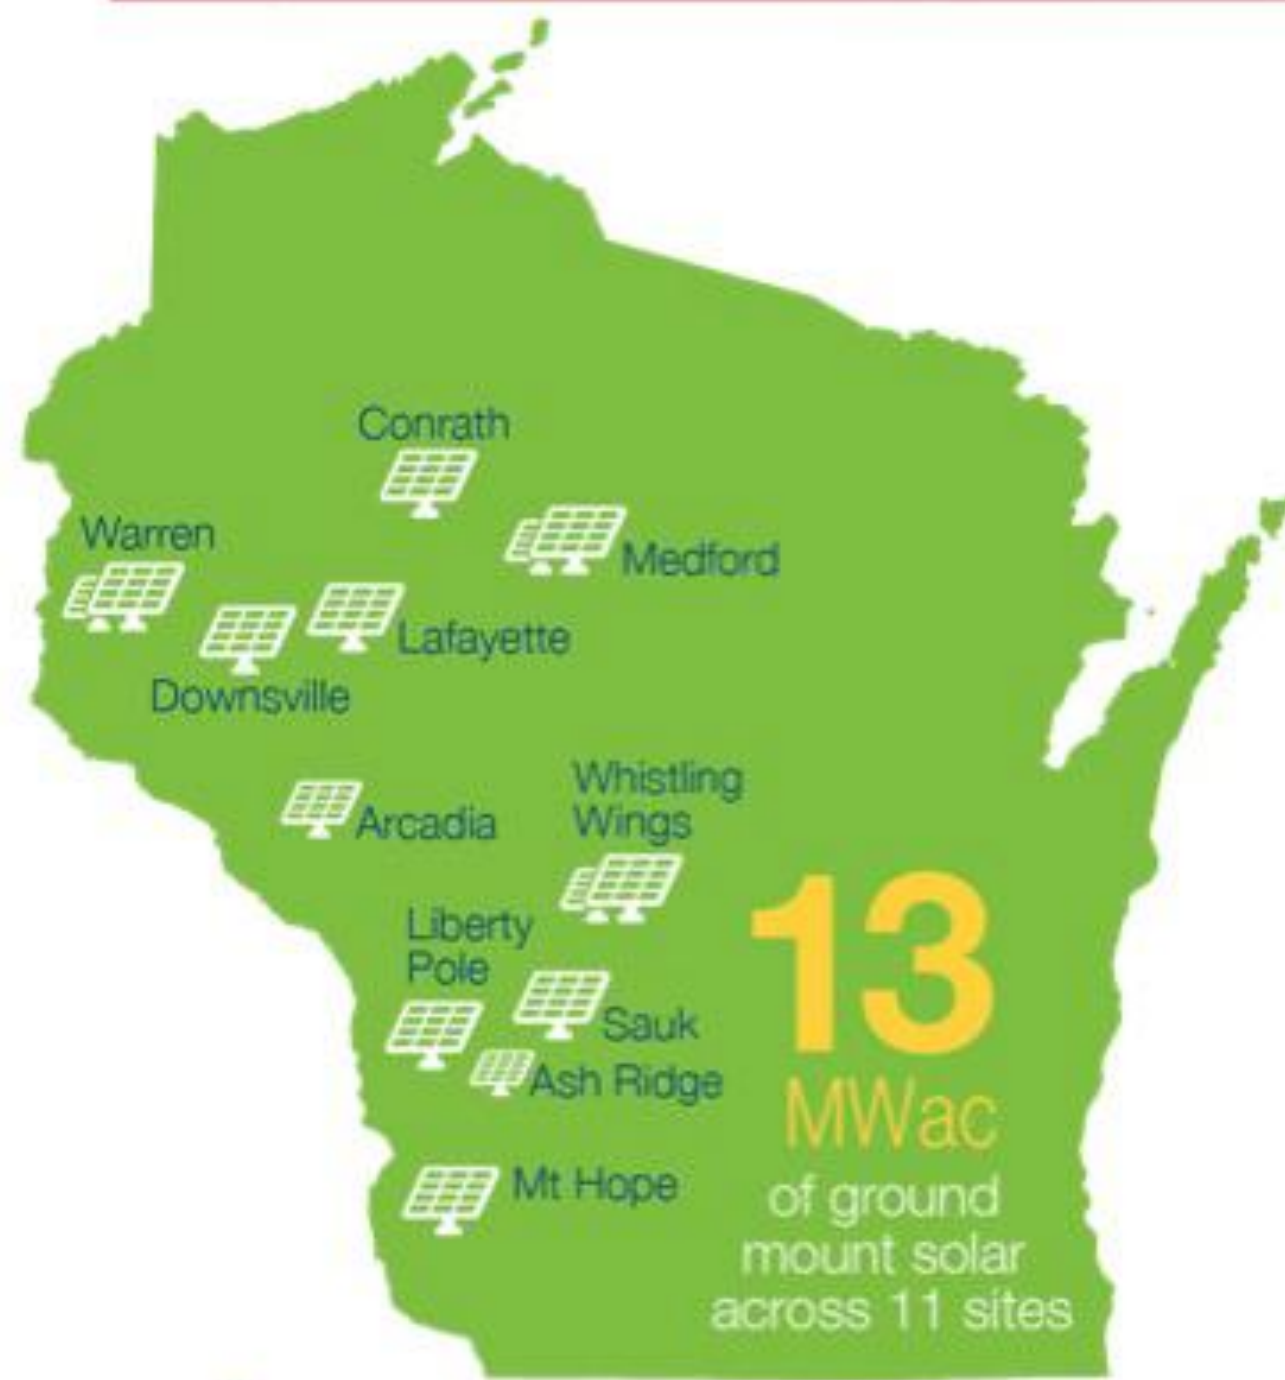 Conrath
Warren
Medford
Lafayette
Downsville
Whistling
Wings
Arcadia
Liberty
Pole
Sauk
Ash Ridge
Mt Hope
13
MWac
of ground
mount solar
across 11 sites